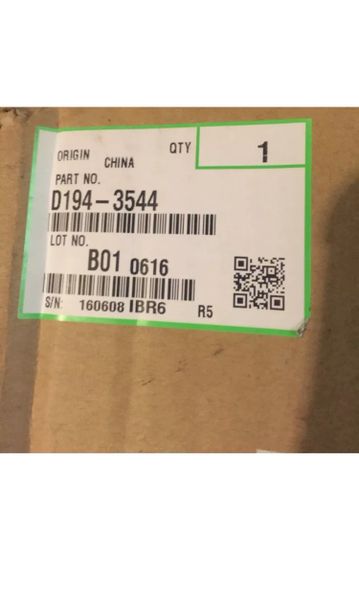 ORIGIN CHINA QTY 1
PART NO.
D194-3544
LOT NO.
B01 0616
S/N: 160608 IBR6 R5